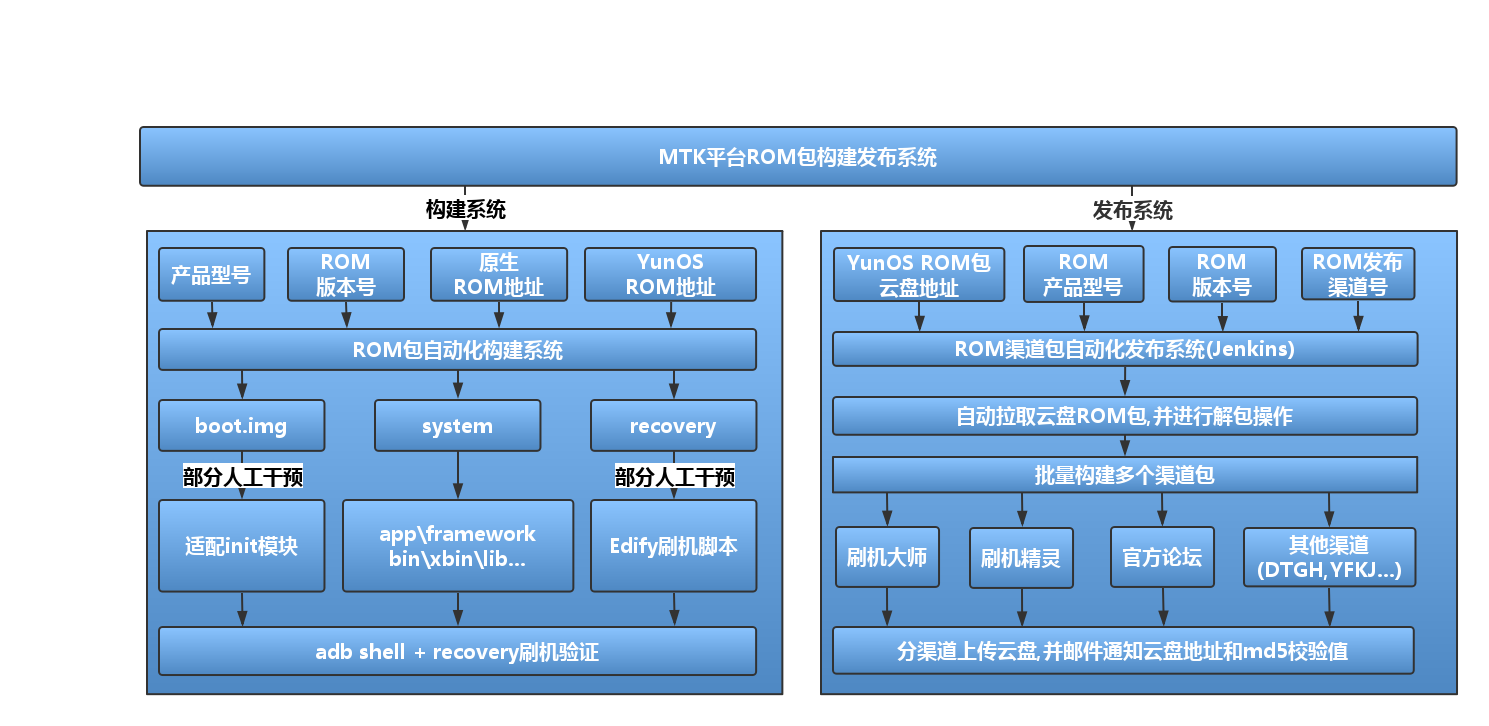 MTK平台ROM包构建发布系统
构建系统
产品型号
ROM
版本号
原生
ROM地址
YunOS
ROM地址
ROM包自动化构建系统
boot.img
system
recovery
部分人工干预
部分人工干预
适配init模块
app\framework
bin\xbin\lib...
Edify刷机脚本
adb shell + recovery刷机验证
发布系统
YunOS ROM包
云盘地址
ROM
产品型号
ROM
版本号
ROM发布
渠道号
ROM渠道包自动化发布系统(Jenkins)
自动拉取云盘ROM包,并进行解包操作
批量构建多个渠道包
刷机大师
刷机精灵
官方论坛
其他渠道
(DTGH,YFKJ...)
分渠道上传云盘,并邮件通知云盘地址和md5校验值